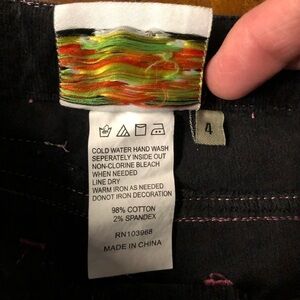 4
COLD WATER HAND WASH
SEPERATELY INSIDE OUT
NON-CLORINE BLEACH
WHEN NEEDED
LINE DRY
WARM IRON AS NEEDED
DONOT IRON DECORATION
98% COTTON
2% SPANDEX
RN103968
MADE IN CHINA